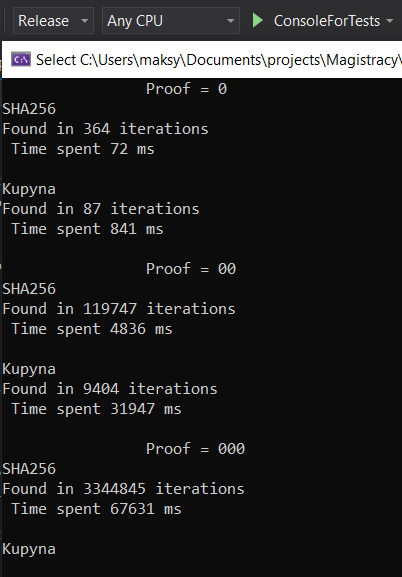 Release Any CPU ConsoleForTests
Select C:\Users\maksy\Documents\projects\Magistracy\
Proof = 0
SHA256
Found in 364 iterations
Time spent 72 ms
Kupyna
Found in 87 iterations
Time spent 841 ms
Proof = 00
SHA256
Found in 119747 iterations
Time spent 4836 ms
Kupyna
Found in 9404 iterations
Time spent 31947 ms
Proof = 000
SHA256
Found in 3344845 iterations
Time spent 67631 ms
Kupyna